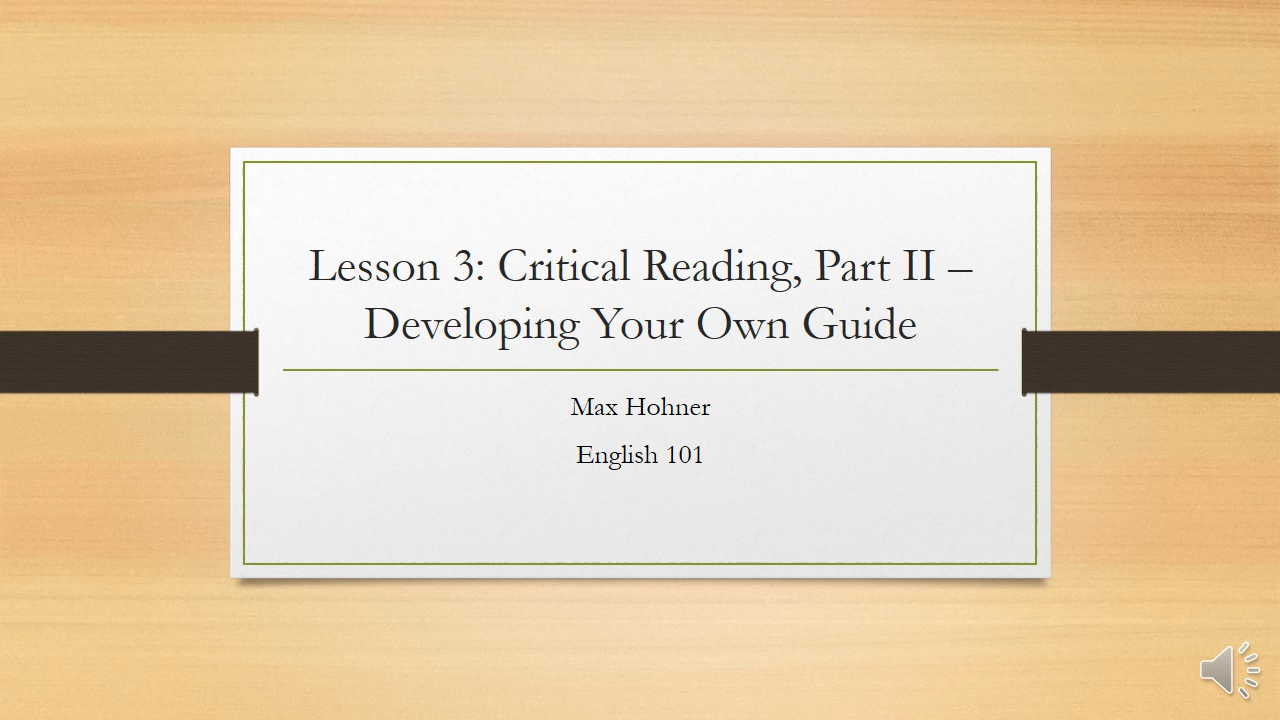 Lesson 3: Critical Reading, Part II –
Developing Your Own Guide
Max Hohner
English 101